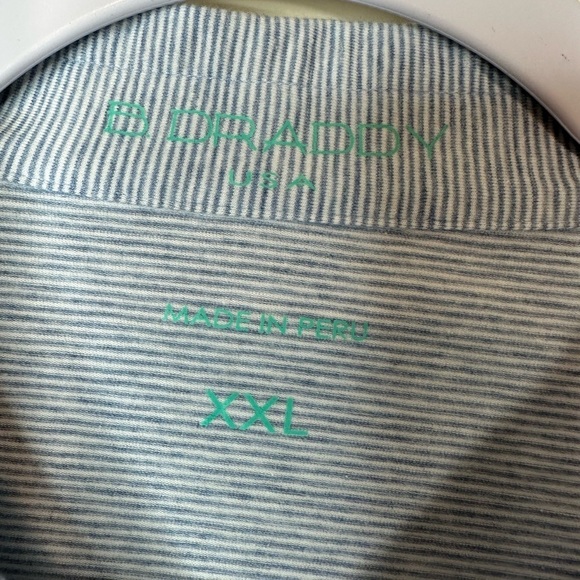 B. DRADDY
USA
MADE IN PERU
XXL